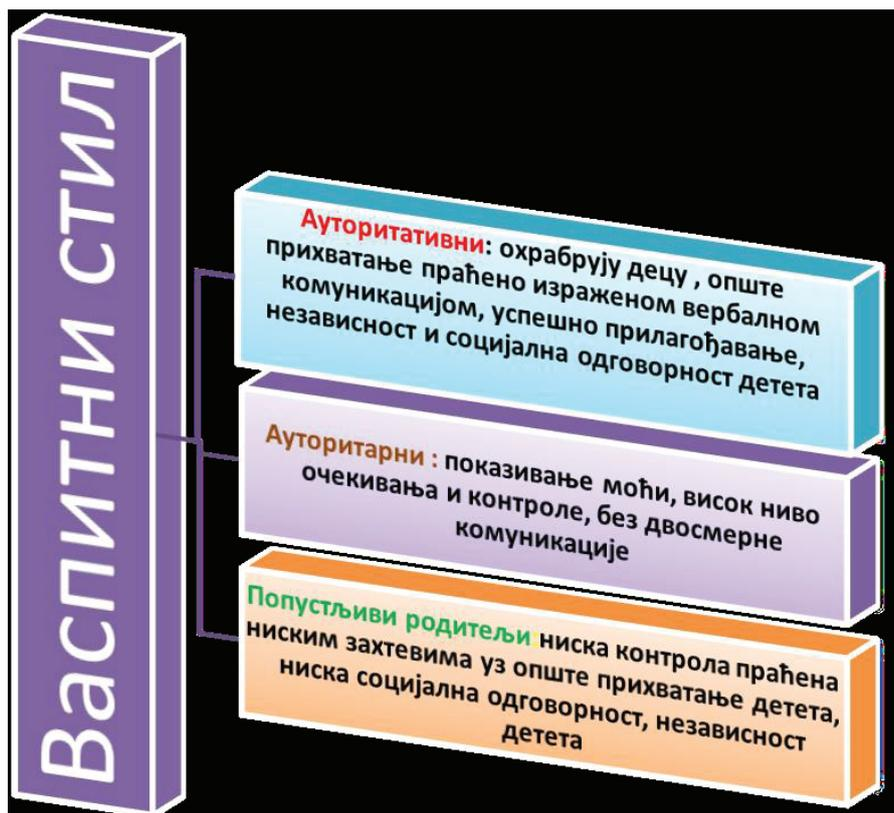 Васпитни стил
Ауторитативни: охрабрују децу , опште
прихватање праћено израженом вербалном
комуникацијом, успешно прилагођавање,
независност и социјална одговорност детета
Ауторитарни : показивање моћи, висок ниво
очекивања и контроле, без двосмерне
комуникације
Попустљиви родитељи:ниска контрола праћена
ниским захтевима уз опште прихватање детета,
ниска социјална одговорност, независност
детета